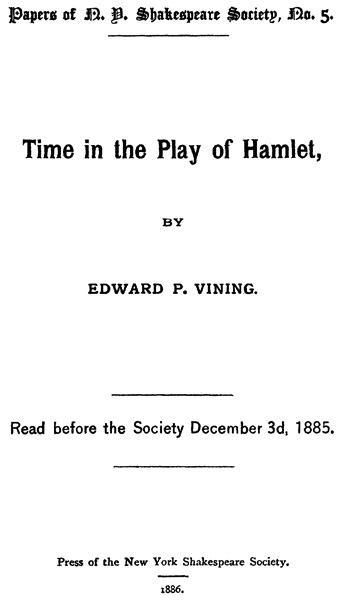 Papers of N. Y. Shakespeare Society, No. 5.
Time in the Play of Hamlet,
BY
EDWARD P. VINING.
Read before the Society December 3d, 1885.
Press of the New York Shakespeare Society.
1886.